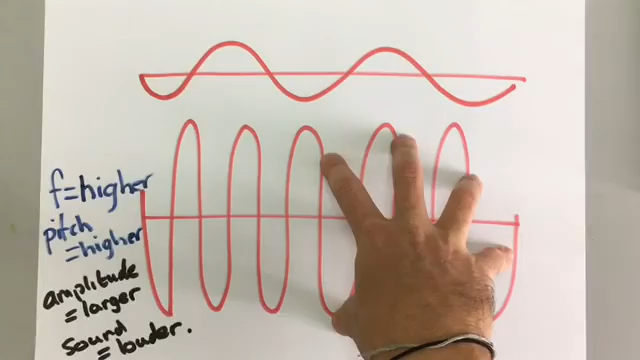 f=higher
pitch
=higher
amplitude
=larger
sound
=louder.